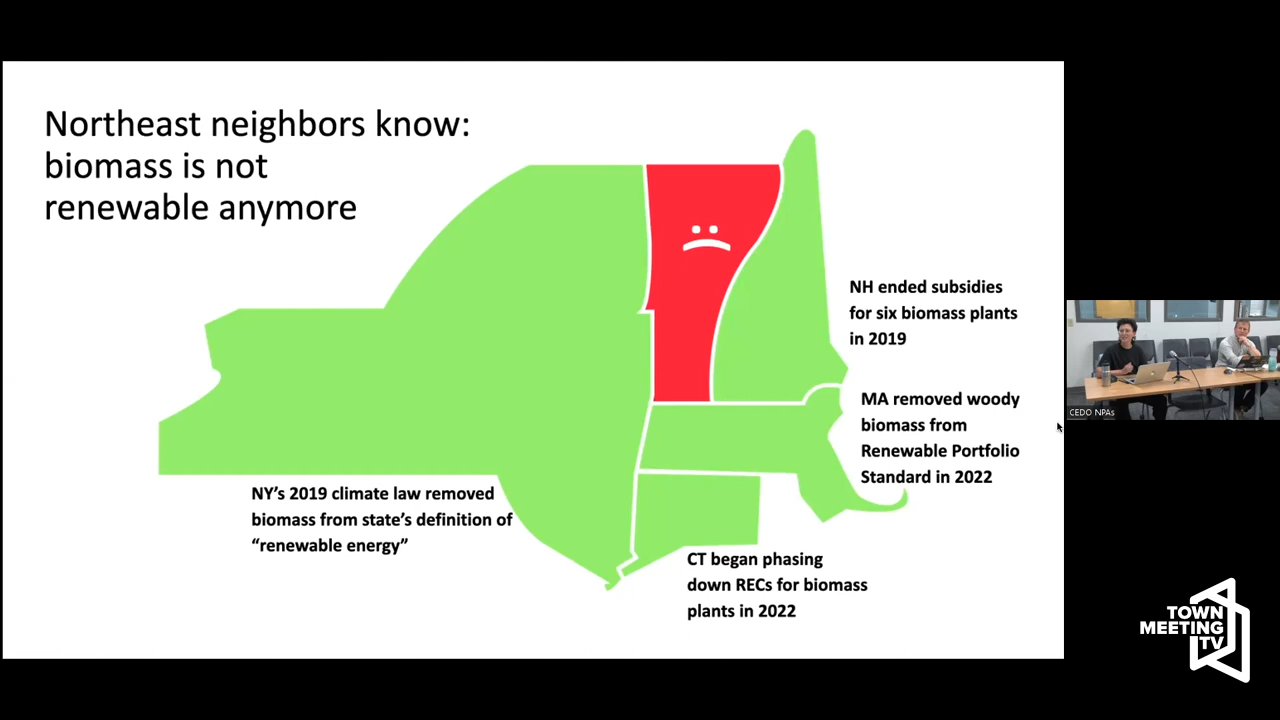 Northeast neighbors know:
biomass is not
renewable anymore
NH ended subsidies
for six biomass plants
in 2019
MA removed woody
biomass from
Renewable Portfolio
Standard in 2022
NY’s 2019 climate law removed
biomass from state’s definition of
“renewable energy”
CT began phasing
down RECs for biomass
plants in 2022
CEDO NPAs
TOWN
MEETING
TV